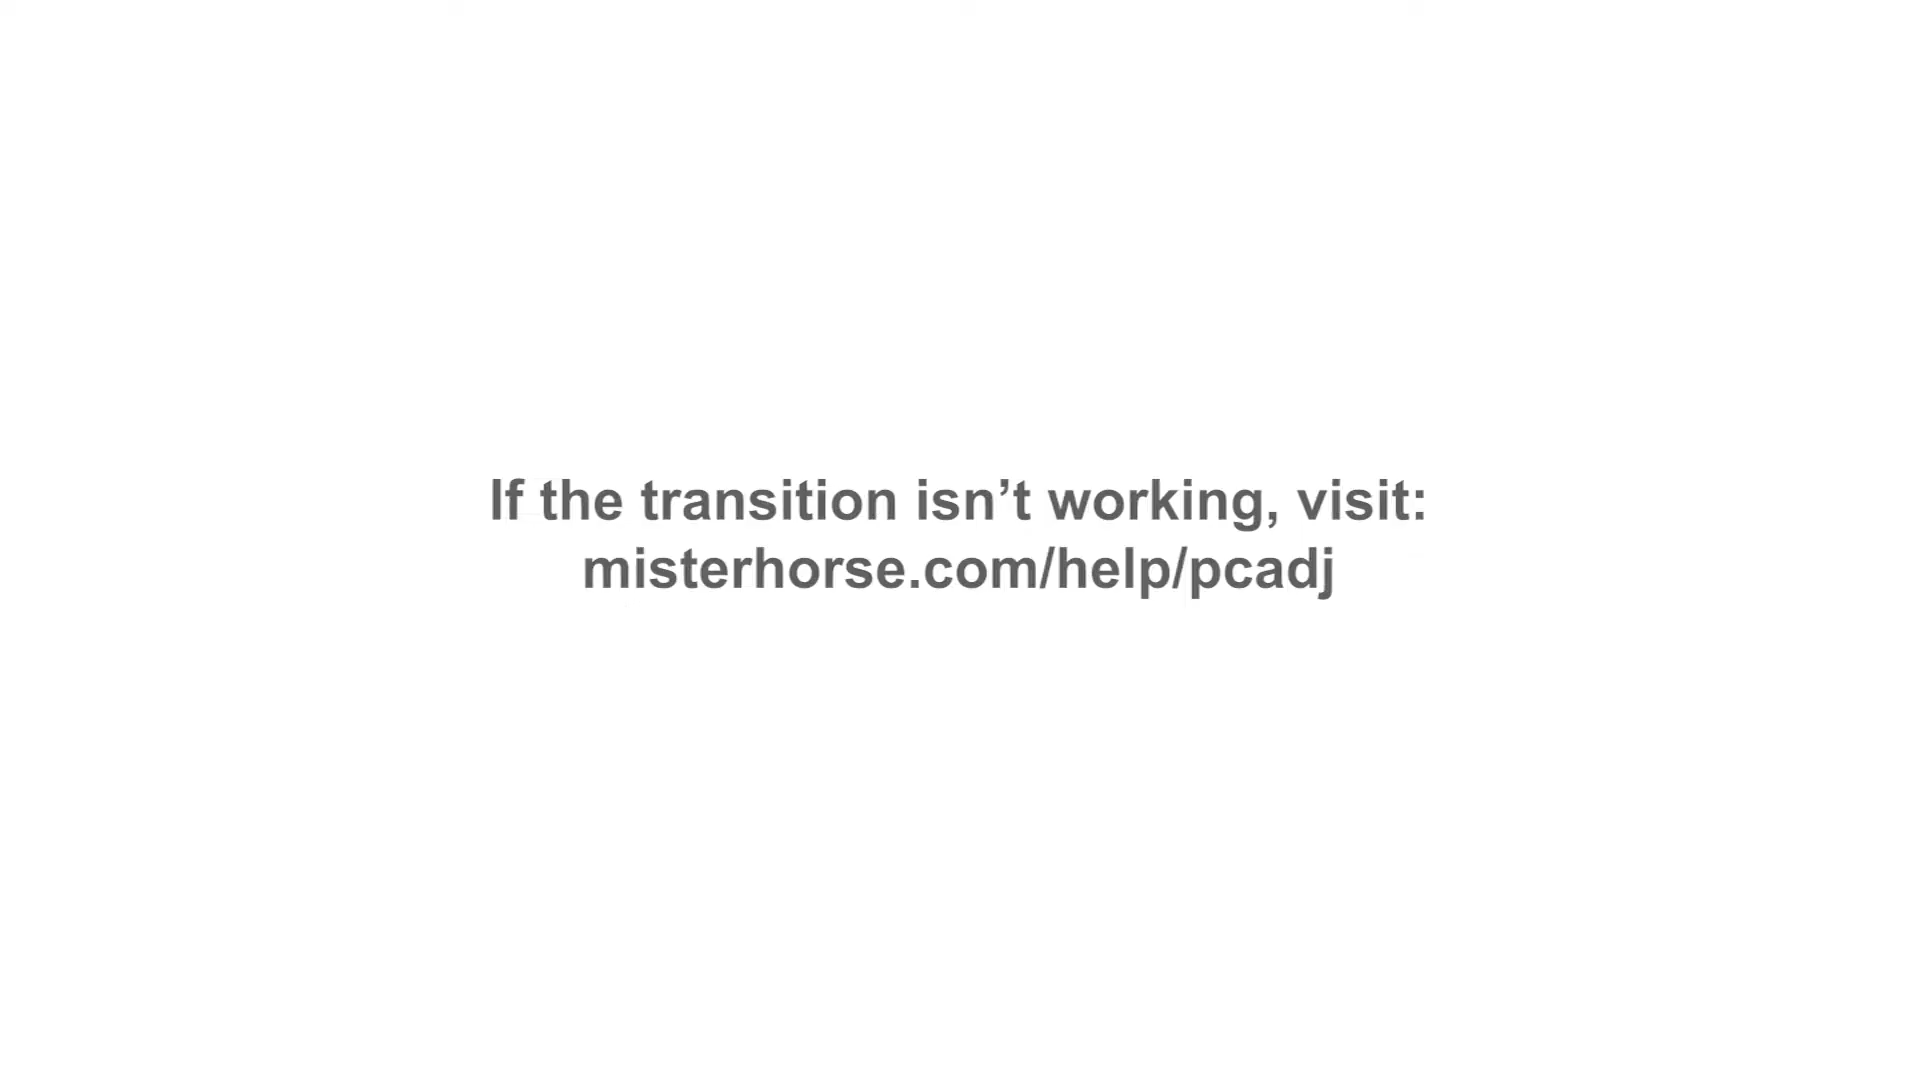 If the transition isn’t working, visit:
misterhorse.com/help/pcadj